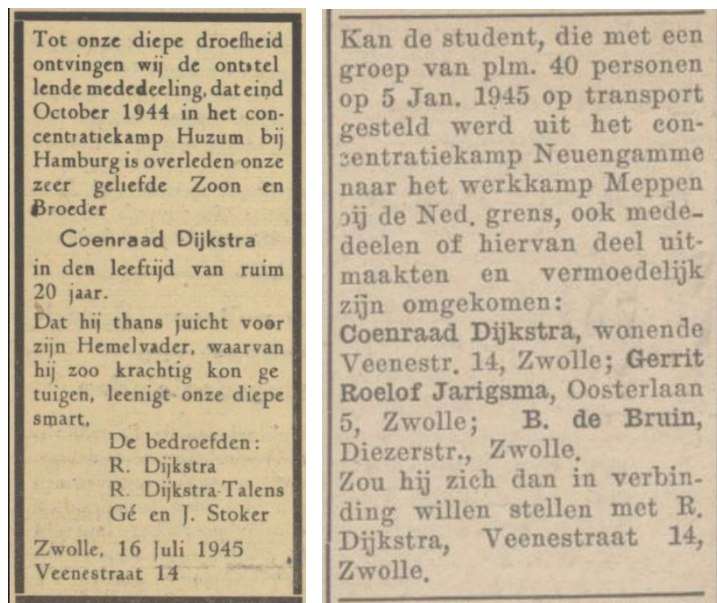 Tot onze diepe droefheid
ontvingen wij de ontstel
lende mededeeling, dat eind
October 1944 in het con-
centratiekamp Huzum bij
Hamburg is overleden onze
zeer geliefde Zoon en
Broeder
Coenraad Dijkstra
in den leeftijd van ruim
20 jaar.
Dat hij thans juicht voor
zijn Hemelvader, waarvan
hij zoo krachtig kon ge
tuigen, leenigt onze diepe
smart.
De bedroefden:
R. Dijkstra
R. Dijkstra-Talens
Gé en J. Stoker
Zwolle, 16 Juli 1945
Veenestraat 14
Kan de student, die met een
groep van plm. 40 personen
op 5 Jan. 1945 op transport
gesteld werd uit het con-
centratiekamp Neuengamme
naar het werkkamp Meppen
bij de Ned. grens, ook mede-
deelen of hiervan deel uit-
maakten en vermoedelijk
zijn omgekomen:
Coenraad Dijkstra, wonende
Veenestr. 14, Zwolle; Gerrit
Roelof Jarigsma, Oosterlaan
5, Zwolle; B. de Bruin,
Diezerstr., Zwolle.
Zou hij zich dan in verbin-
ding willen stellen met R.
Dijkstra, Veenestraat 14,
Zwolle.